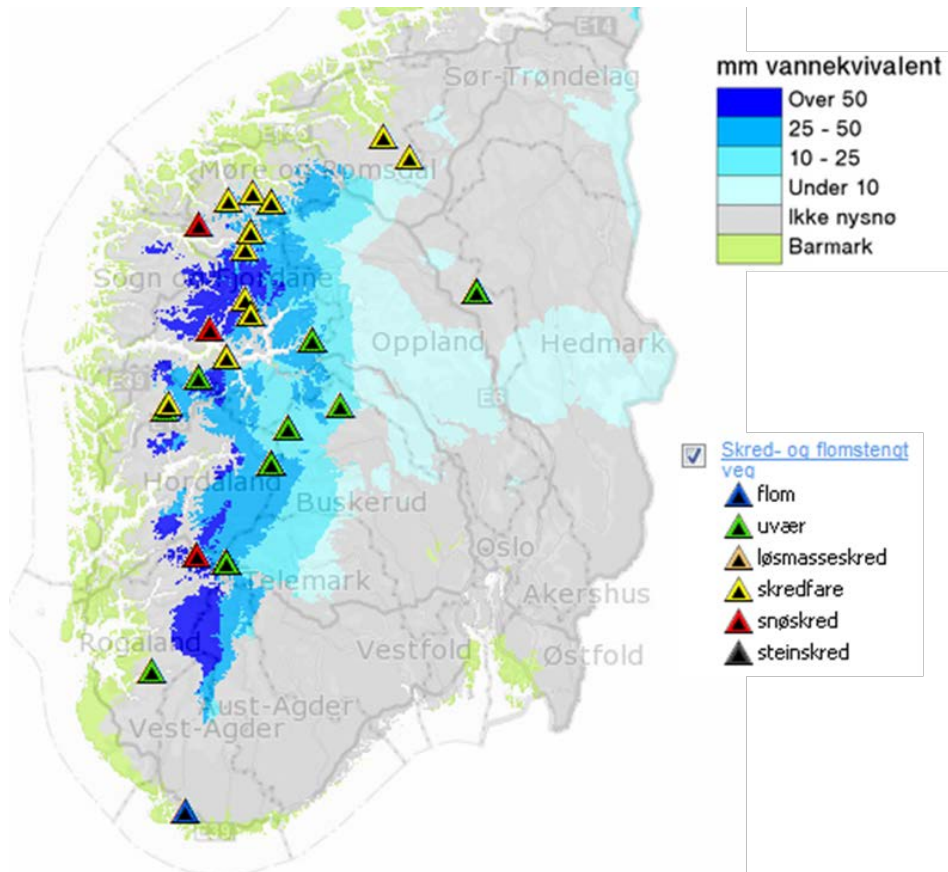 E14
Sør-Trøndelag
Møre og Romsdal
Sogn og Fjordane
Oppland
Hedmark
E39
E6
Hordaland
Buskerud
Oslo
Telemark
Akershus
Rogaland
Vestfold
Østfold
Aust-Agder
Vest-Agder
E39
mm vannekvivalent
Over 50
25 - 50
10 - 25
Under 10
Ikke nysnø
Barmark
Skred- og flomstengt
veg
flom
uvær
løsmasseskred
skredfare
snøskred
steinskred